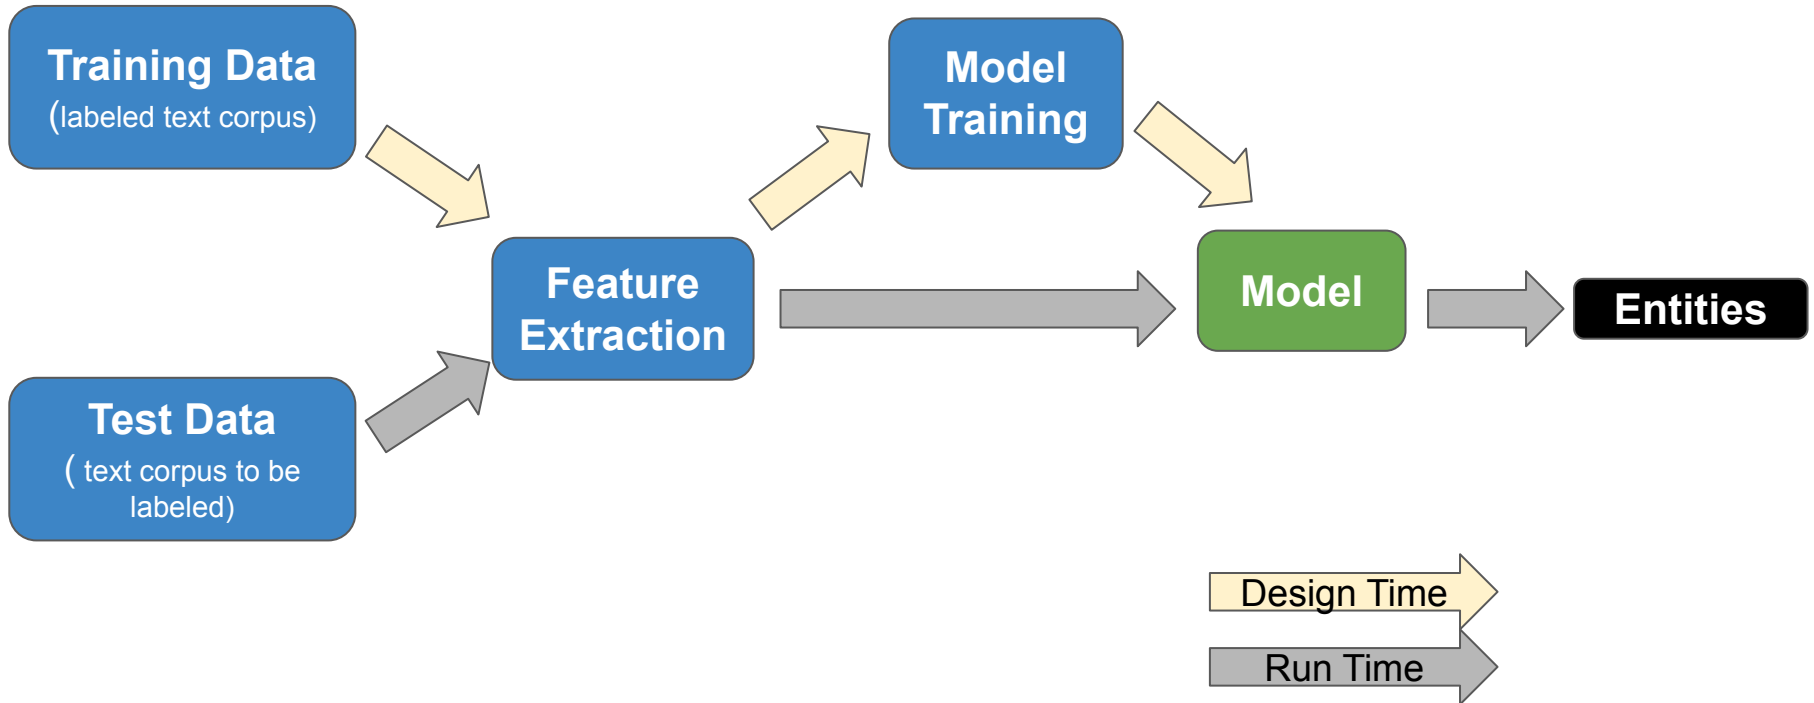 Training Data
(labeled text corpus)
Model
Training
Feature
Extraction
Model
Entities
Test Data
( text corpus to be
labeled)
Design Time
Run Time